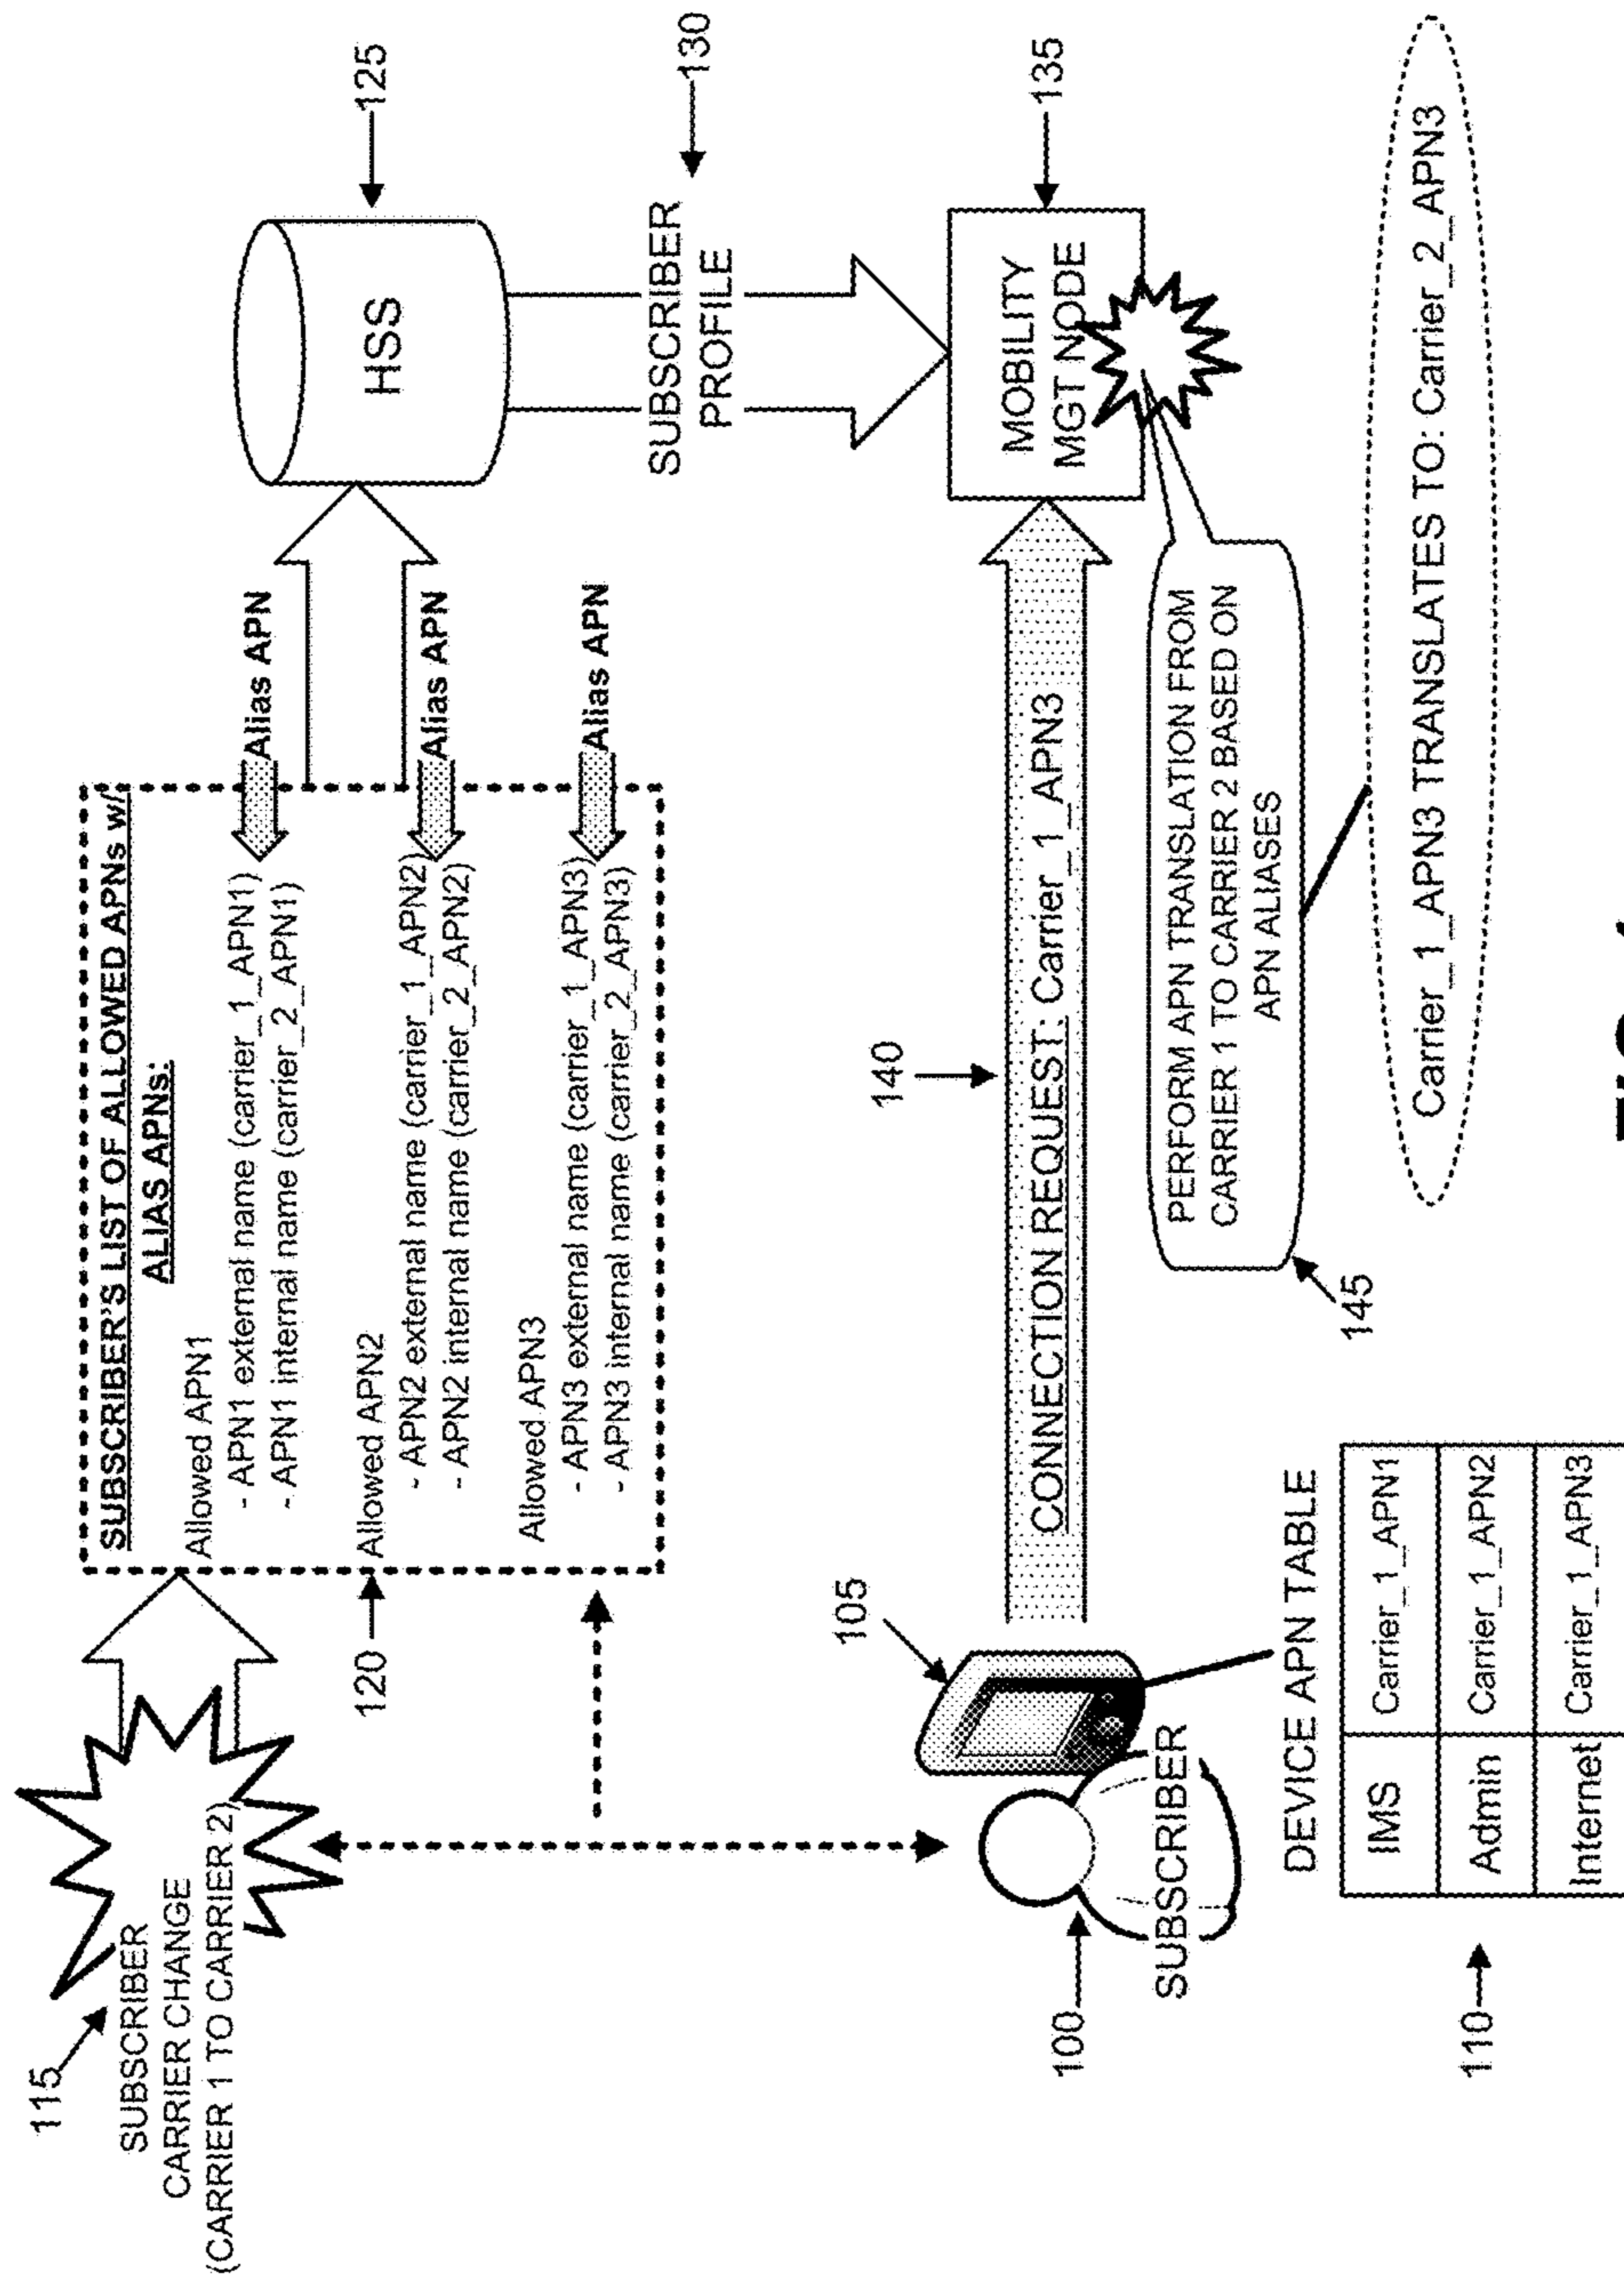 115
SUBSCRIBER
CARRIER CHANGE
(CARRIER 1 TO CARRIER 2)
SUBSCRIBER'S LIST OF ALLOWED APNs w/
ALIAS APNs:
Allowed APN1
- APN1 external name (carrier_1_APN1)
- APN1 internal name (carrier_2_APN1)
Alias APN
120
Allowed APN2
- APN2 external name (carrier_1_APN2)
- APN2 internal name (carrier_2_APN2)
Alias APN
Allowed APN3
- APN3 external name (carrier_1_APN3)
- APN3 internal name (carrier_2_APN3)
Alias APN
HSS
125
SUBSCRIBER
PROFILE
130
105
100
SUBSCRIBER
140
CONNECTION REQUEST: Carrier_1_APN3
MOBILITY
MGT NODE
135
PERFORM APN TRANSLATION FROM
CARRIER 1 TO CARRIER 2 BASED ON
APN ALIASES
145
Carrier_1_APN3 TRANSLATES TO: Carrier_2_APN3
DEVICE APN TABLE
110
IMS Carrier_1_APN1
Admin Carrier_1_APN2
Internet Carrier_1_APN3